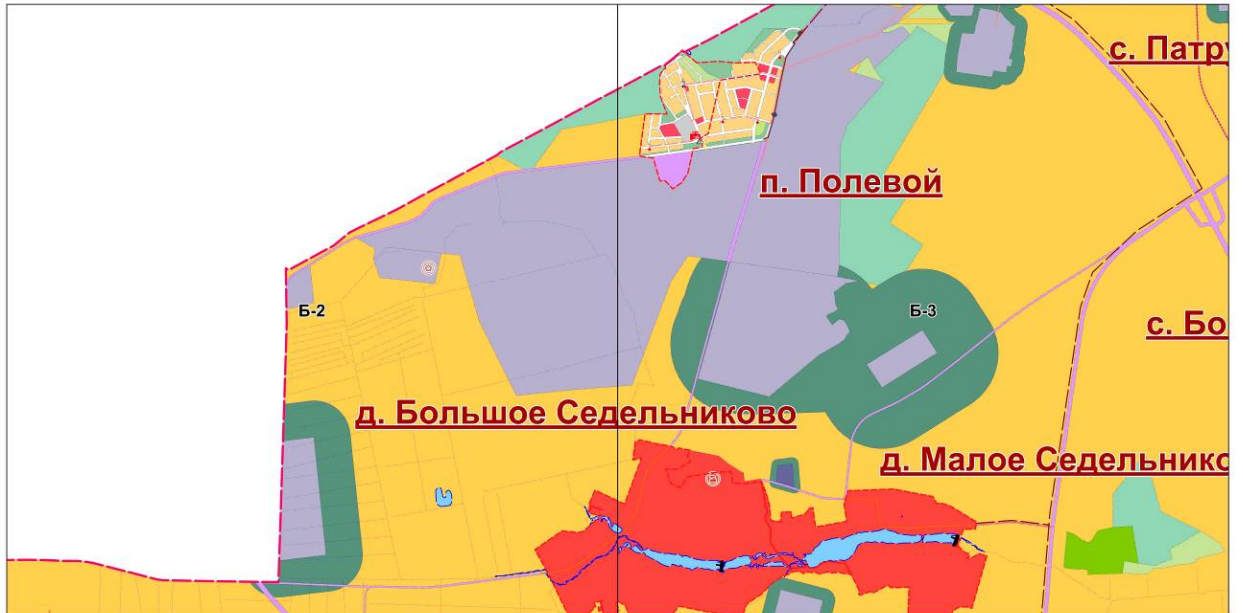 с. Патру
п. Полевой
Б-2
Б-3
с. Бо
д. Большое Седельниково
д. Малое Седельнико